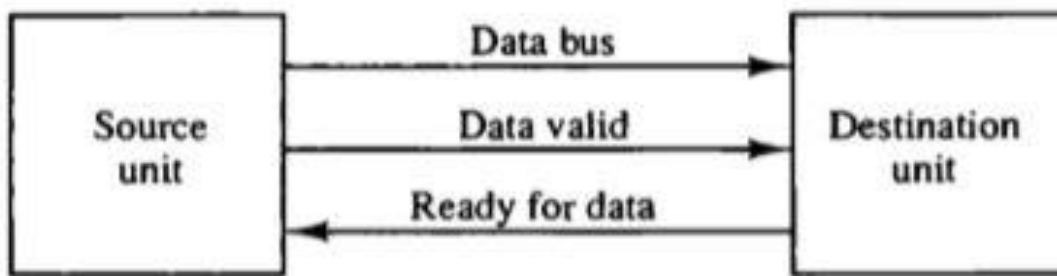 Data bus
Source
unit
Data valid
Destination
unit
Ready for data